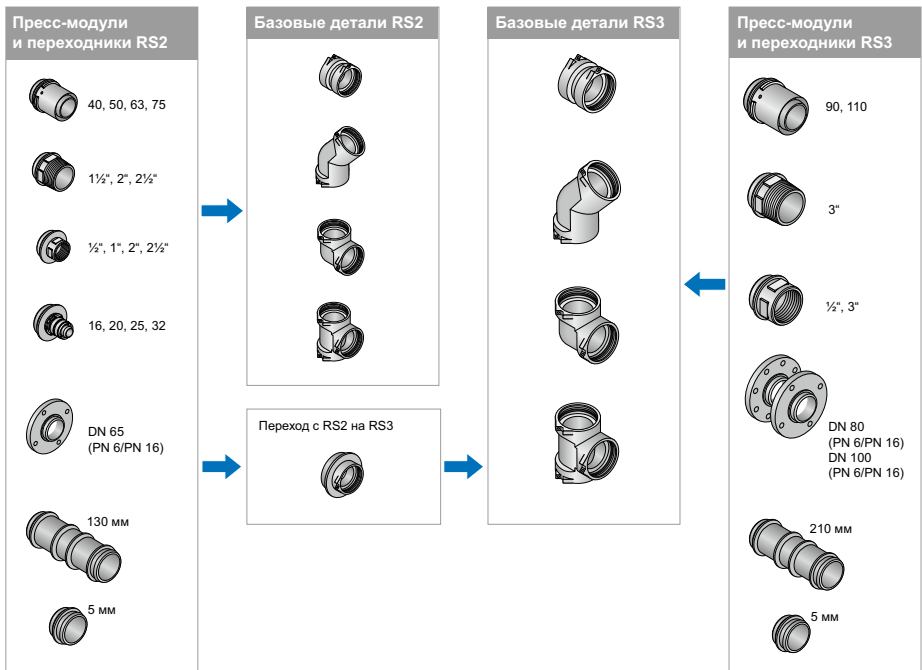 Пресс-модули
и переходники RS2
40, 50, 63, 75
1½“, 2“, 2½“
½“, 1“, 2“, 2½“
16, 20, 25, 32
DN 65
(PN 6/PN 16)
130 мм
5 мм
Базовые детали RS2
Переход с RS2 на RS3
Базовые детали RS3
Пресс-модули
и переходники RS3
90, 110
3“
½“, 3“
DN 80
(PN 6/PN 16)
DN 100
(PN 6/PN 16)
210 мм
5 мм